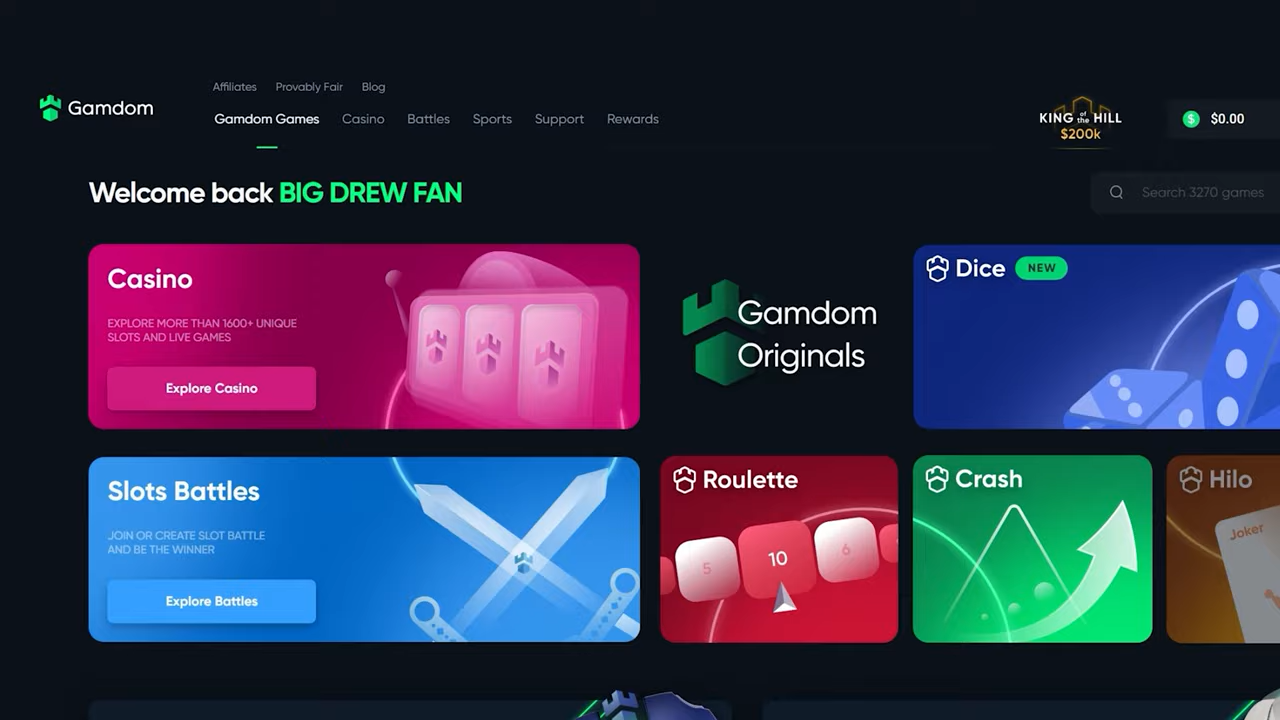 Affiliates Provably Fair Blog
Gamdom
Gamdom Games Casino Battles Sports Support Rewards
KING of the HILL
$200k
$ $0.00
Welcome back BIG DREW FAN
Search 3270 games
Casino
EXPLORE MORE THAN 1600+ UNIQUE
SLOTS AND LIVE GAMES
Explore Casino
Gamdom
Originals
Dice NEW
Slots Battles
JOIN OR CREATE SLOT BATTLE
AND BE THE WINNER
Explore Battles
Roulette
5 10 6
Crash
Hilo
Joker